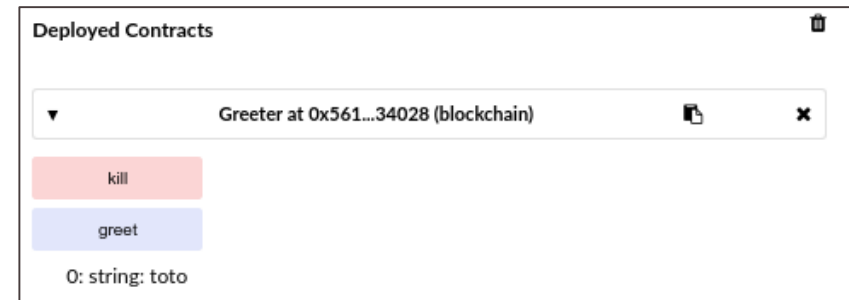 Deployed Contracts
Greeter at 0x561...34028 (blockchain)
kill
greet
0: string: toto